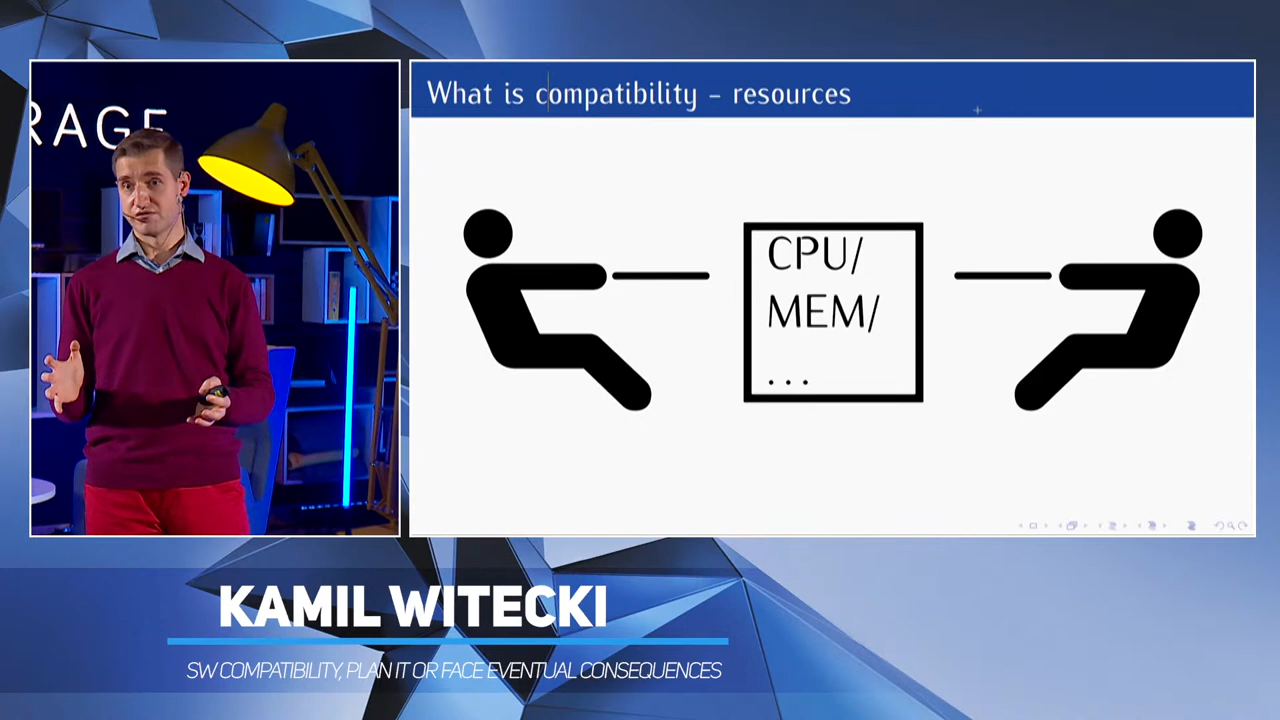 RAGE
What is compatibility – resources
CPU/
MEM/
...
KAMIL WITECKI
SW COMPATIBILITY, PLAN IT OR FACE EVENTUAL CONSEQUENCES